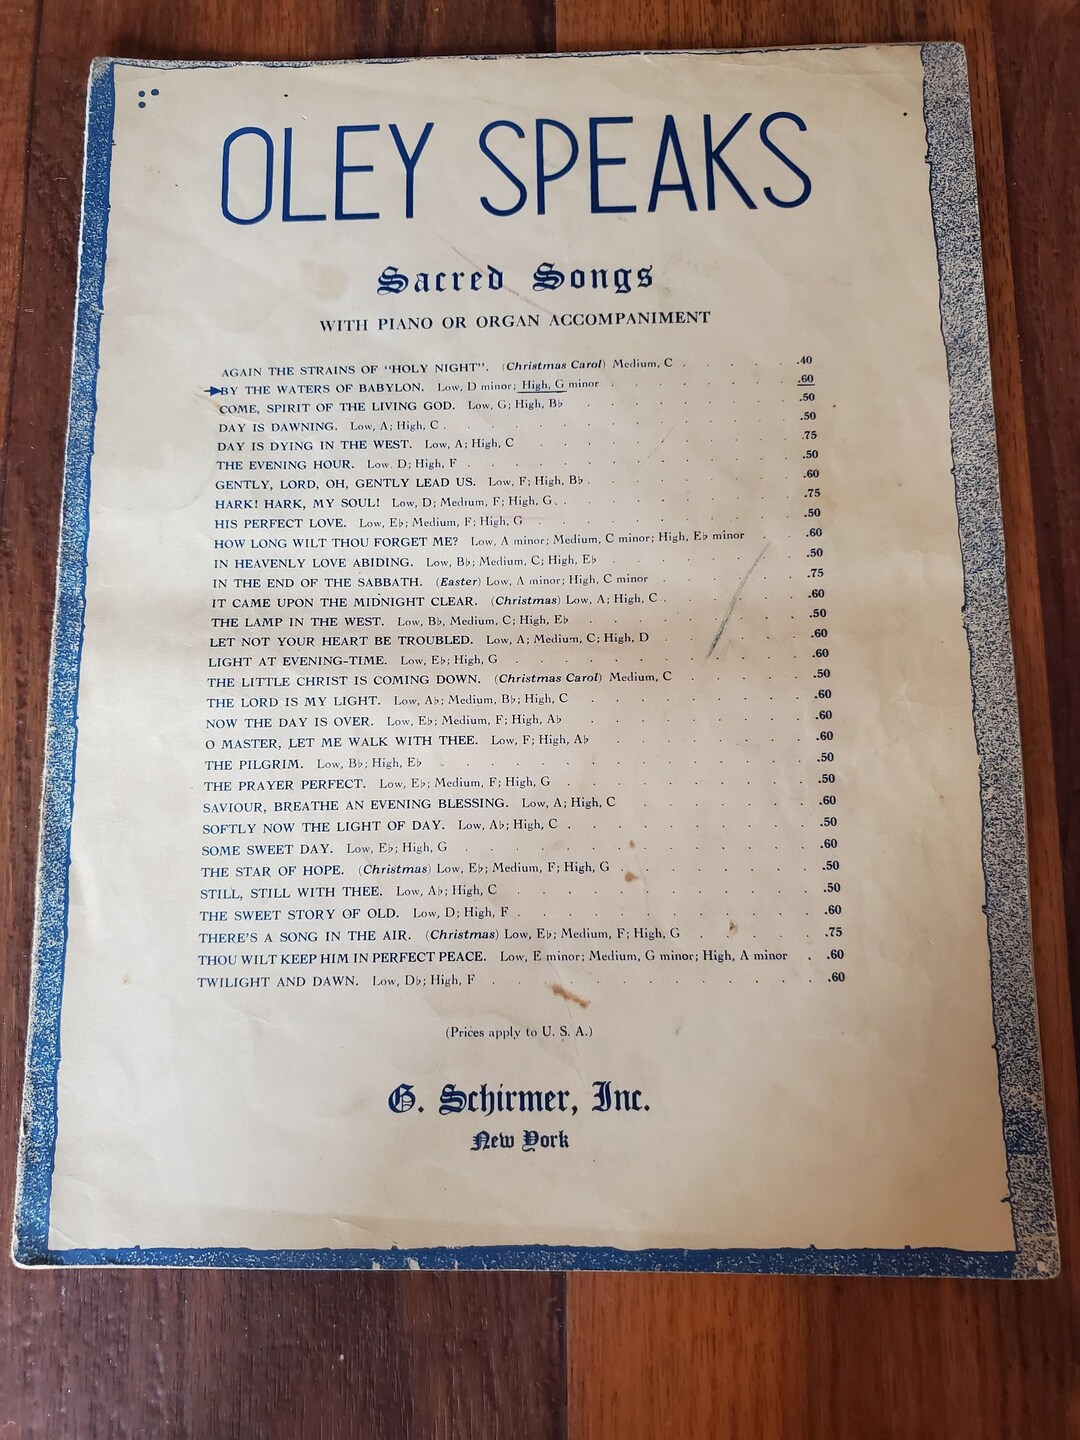 OLEY SPEAKS
Sacred Songs
WITH PIANO OR ORGAN ACCOMPANIMENT
AGAIN THE STRAINS OF “HOLY NIGHT”. (Christmas Carol) Medium, C . . . . .40
BY THE WATERS OF BABYLON. Low, D minor; High, G minor . . . . . .60
COME, SPIRIT OF THE LIVING GOD. Low, G; High, B♭ . . . . . .50
DAY IS DAWNING. Low, A; High, C . . . . . . .50
DAY IS DYING IN THE WEST. Low, A; High, C . . . . . . .75
THE EVENING HOUR. Low, D; High, F . . . . . . .50
GENTLY, LORD, OH, GENTLY LEAD US. Low, F; High, B♭ . . . . . .60
HARK! HARK, MY SOUL! Low, D; Medium, F; High, G . . . . . .75
HIS PERFECT LOVE. Low, E♭; Medium, F; High, G . . . . . .50
HOW LONG WILT THOU FORGET ME? Low, A minor; Medium, C minor; High, E♭ minor . .60
IN HEAVENLY LOVE ABIDING. Low, B♭; Medium, C; High, E♭ . . . . .50
IN THE END OF THE SABBATH. (Easter) Low, A minor; High, C minor . . . . .75
IT CAME UPON THE MIDNIGHT CLEAR. (Christmas) Low, A; High, C . . . . .60
THE LAMP IN THE WEST. Low, B♭, Medium, C; High, E♭ . . . . . .50
LET NOT YOUR HEART BE TROUBLED. Low, A; Medium, C; High, D . . . . .60
LIGHT AT EVENING-TIME. Low, E♭; High, G . . . . . . .60
THE LITTLE CHRIST IS COMING DOWN. (Christmas Carol) Medium, C . . . . .50
THE LORD IS MY LIGHT. Low, A♭; Medium, B♭; High, C . . . . . .60
NOW THE DAY IS OVER. Low, E♭; Medium, F; High, A♭ . . . . . .60
O MASTER, LET ME WALK WITH THEE. Low, F; High, A♭ . . . . . .60
THE PILGRIM. Low, B♭; High, E♭ . . . . . . . .50
THE PRAYER PERFECT. Low, E♭; Medium, F; High, G . . . . . .50
SAVIOUR, BREATHE AN EVENING BLESSING. Low, A; High, C . . . . .60
SOFTLY NOW THE LIGHT OF DAY. Low, A♭; High, C . . . . . .50
SOME SWEET DAY. Low, E♭; High, G . . . . . . . .60
THE STAR OF HOPE. (Christmas) Low, E♭; Medium, F; High, G . . . . .50
STILL, STILL WITH THEE. Low, A♭; High, C . . . . . . .50
THE SWEET STORY OF OLD. Low, D; High, F . . . . . . .60
THERE'S A SONG IN THE AIR. (Christmas) Low, E♭; Medium, F; High, G . . . . .75
THOU WILT KEEP HIM IN PERFECT PEACE. Low, E minor; Medium, G minor; High, A minor . .60
TWILIGHT AND DAWN. Low, D♭; High, F . . . . . . . .60
(Prices apply to U. S. A.)
G. Schirmer, Inc.
New York